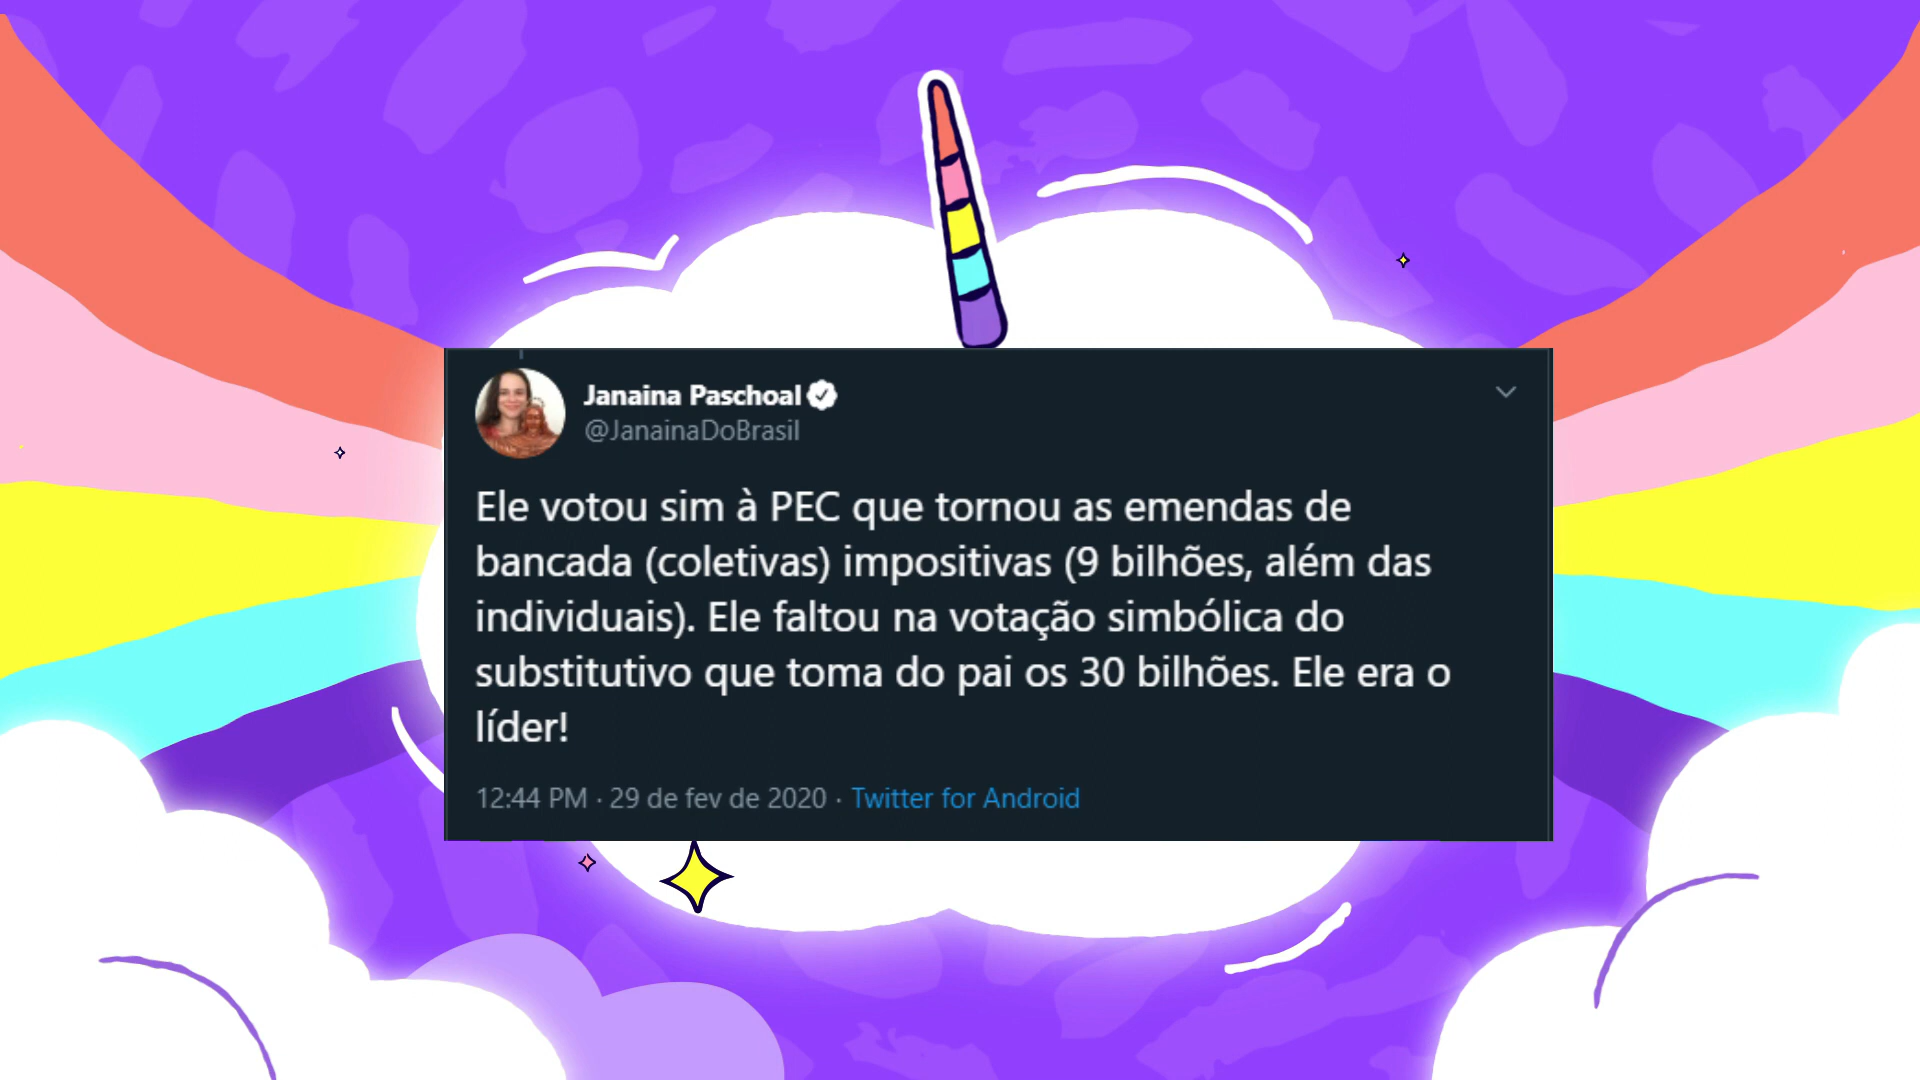 Janaina Paschoal
@JanainaDoBrasil
Ele votou sim à PEC que tornou as emendas de
bancada (coletivas) impositivas (9 bilhões, além das
individuais). Ele faltou na votação simbólica do
substitutivo que toma do pai os 30 bilhões. Ele era o
líder!
12:44 PM · 29 de fev de 2020 · Twitter for Android